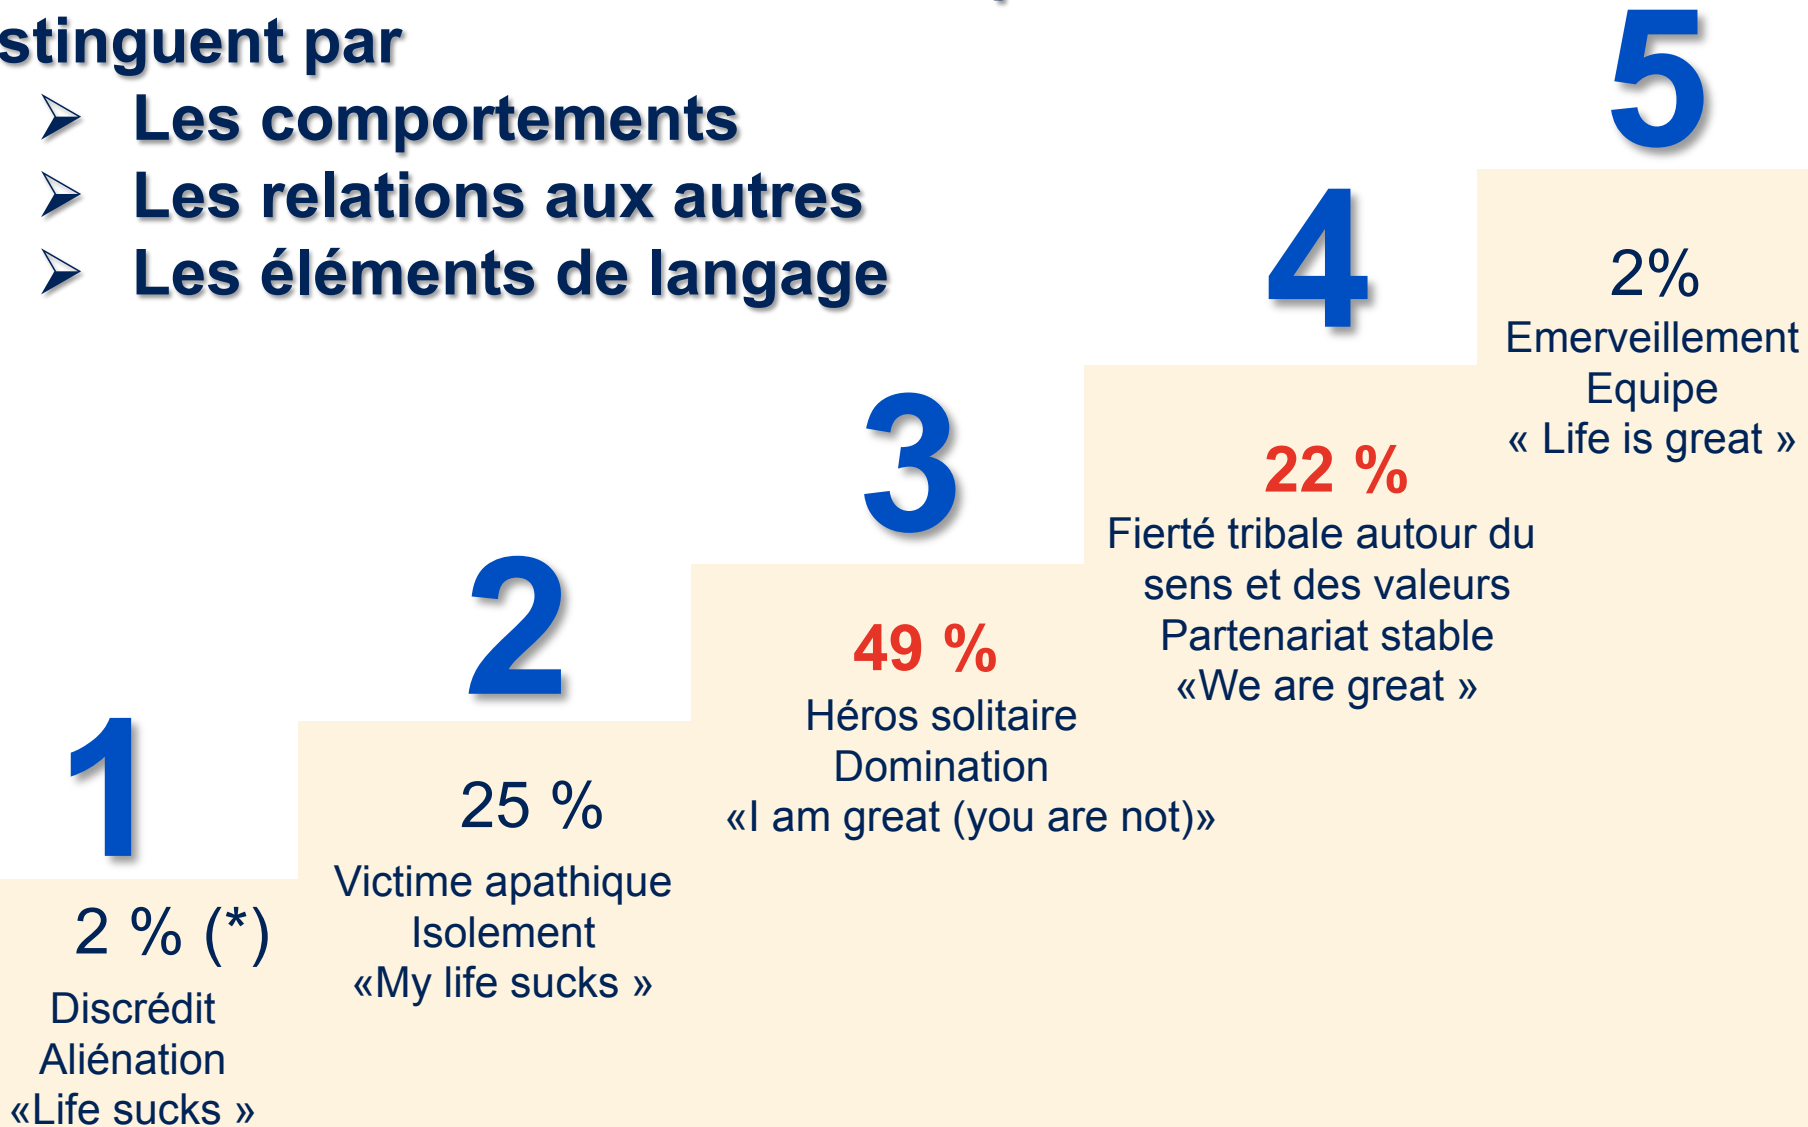 stinguent par
➢ Les comportements
➢ Les relations aux autres
➢ Les éléments de langage
5
2%
Emerveillement
Equipe
« Life is great »
4
22 %
Fierté tribale autour du
sens et des valeurs
Partenariat stable
«We are great »
3
49 %
Héros solitaire
Domination
«I am great (you are not)»
2
25 %
Victime apathique
Isolement
«My life sucks »
1
2 % (*)
Discrédit
Aliénation
«Life sucks »